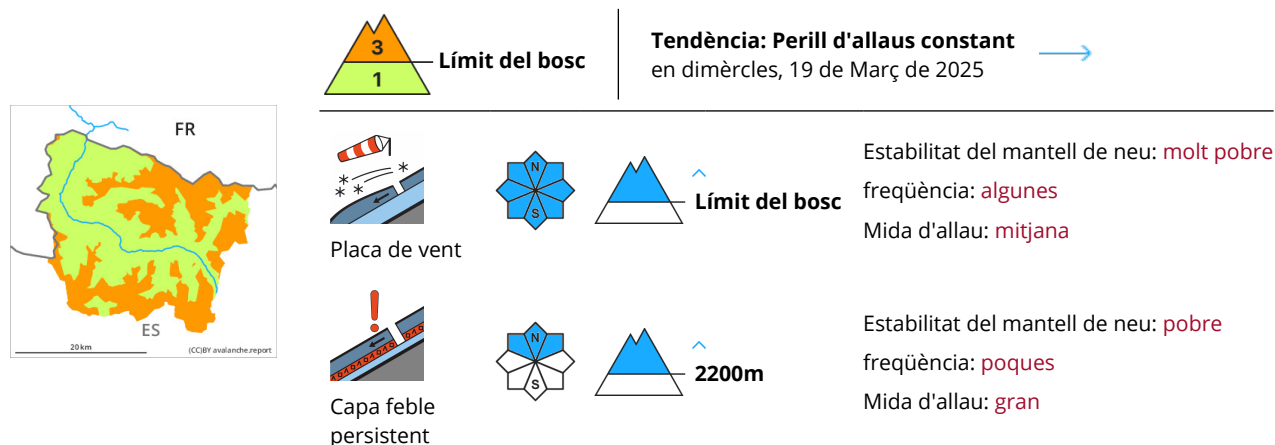 3
1
Límit del bosc
Tendència: Perill d'allaus constant
en dimèrcles, 19 de Març de 2025
FR
ES
20 km
(CC)BY avalanche.report
Placa de vent
N
S
Límit del bosc
Estabilitat del mantell de neu: molt pobre
freqüència: algunes
Mida d'allau: mitjana
Capa feble
persistent
N
S
2200m
Estabilitat del mantell de neu: pobre
freqüència: poques
Mida d'allau: gran